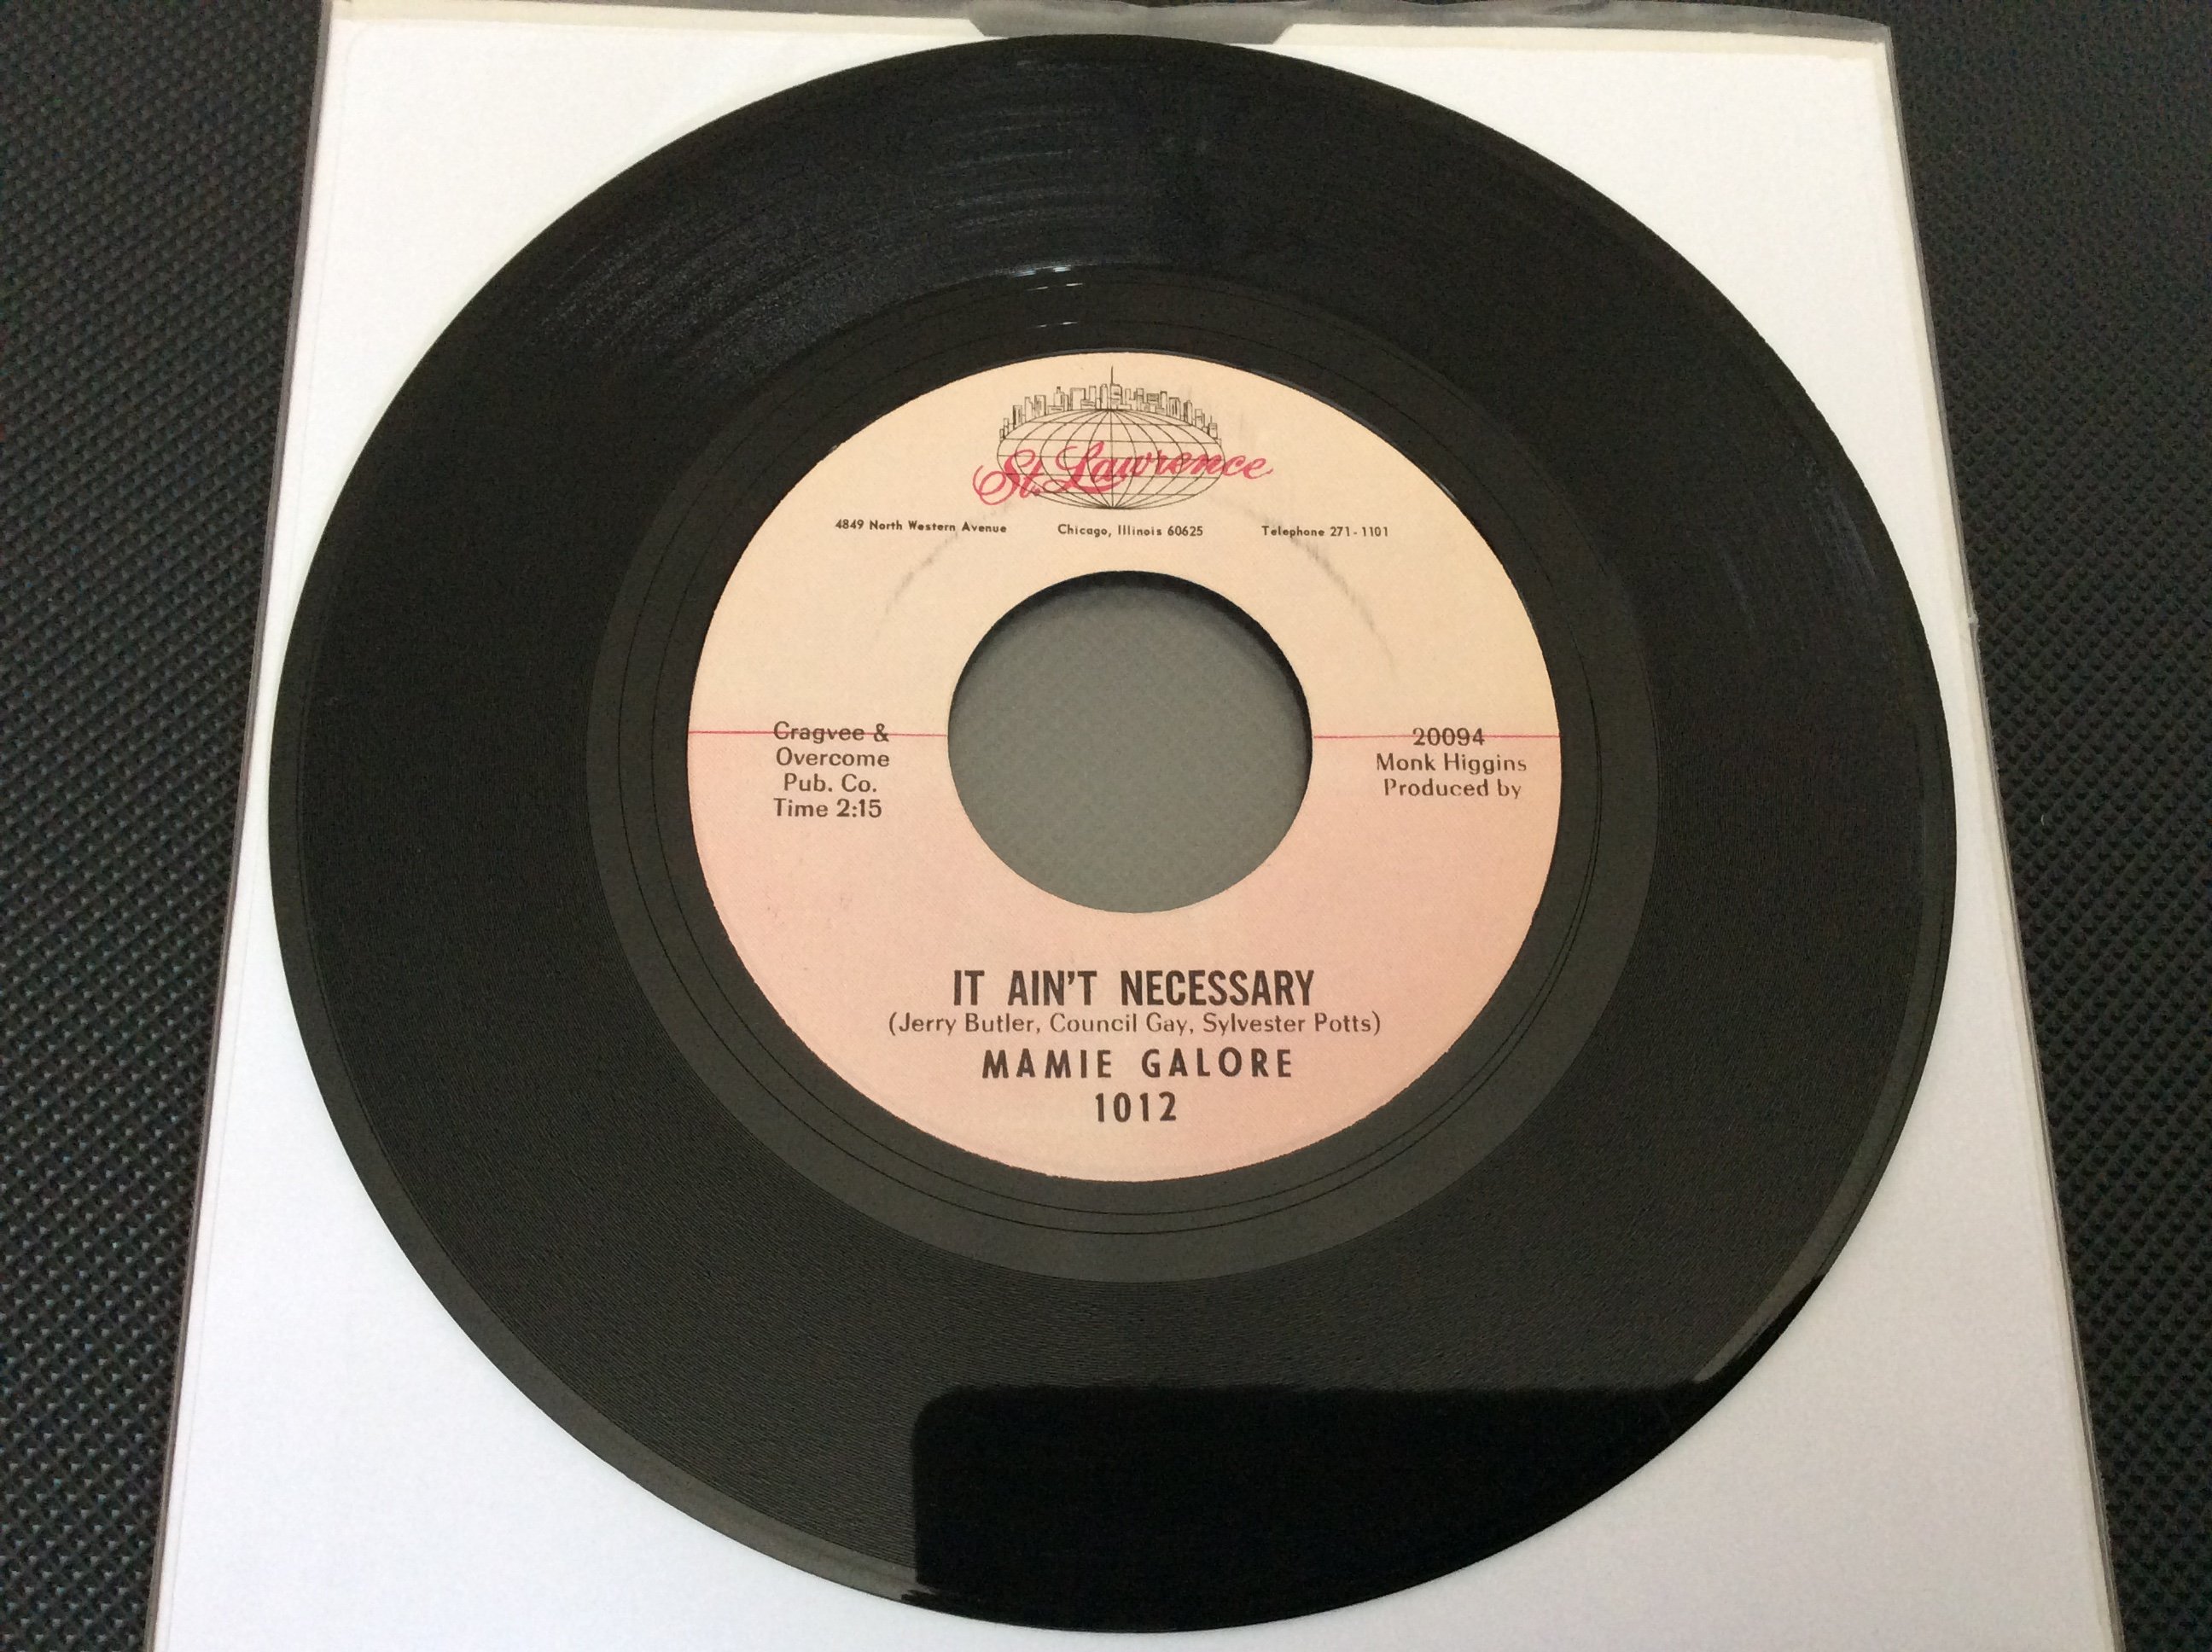 St. Lawrence
4849 North Western Avenue Chicago, Illinois 60625 Telephone 271-1101
Cragvee &
Overcome
Pub. Co.
Time 2:15
20094
Monk Higgins
Produced by
IT AIN'T NECESSARY
(Jerry Butler, Council Gay, Sylvester Potts)
MAMIE GALORE
1012